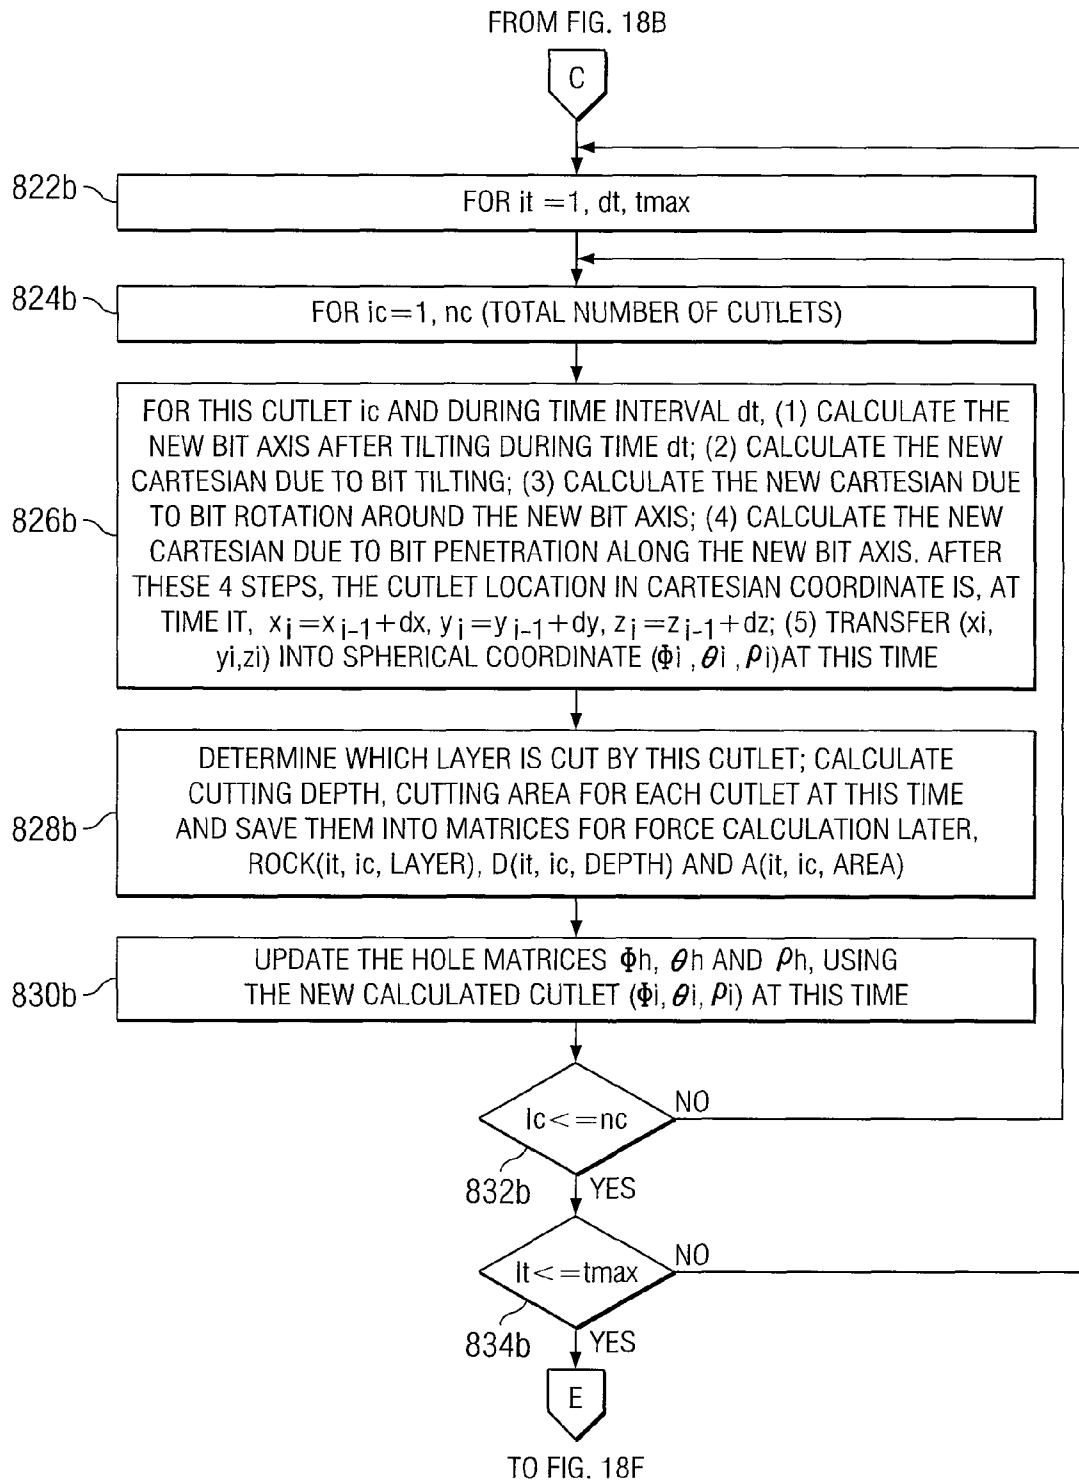 FROM FIG. 18B
C
822b
FOR it =1, dt, tmax
824b
FOR ic=1, nc (TOTAL NUMBER OF CUTLETS)
826b
FOR THIS CUTLET ic AND DURING TIME INTERVAL dt, (1) CALCULATE THE
NEW BIT AXIS AFTER TILTING DURING TIME dt; (2) CALCULATE THE NEW
CARTESIAN DUE TO BIT TILTING; (3) CALCULATE THE NEW CARTESIAN DUE
TO BIT ROTATION AROUND THE NEW BIT AXIS; (4) CALCULATE THE NEW
CARTESIAN DUE TO BIT PENETRATION ALONG THE NEW BIT AXIS. AFTER
THESE 4 STEPS, THE CUTLET LOCATION IN CARTESIAN COORDINATE IS, AT
TIME IT, xi=xi-1+dx, yi=yi-1+dy, zi=zi-1+dz; (5) TRANSFER (xi,
yi,zi) INTO SPHERICAL COORDINATE (Φi ,θi ,ρi)AT THIS TIME
828b
DETERMINE WHICH LAYER IS CUT BY THIS CUTLET; CALCULATE
CUTTING DEPTH, CUTTING AREA FOR EACH CUTLET AT THIS TIME
AND SAVE THEM INTO MATRICES FOR FORCE CALCULATION LATER,
ROCK(it, ic, LAYER), D(it, ic, DEPTH) AND A(it, ic, AREA)
830b
UPDATE THE HOLE MATRICES Φh, θh AND ρh, USING
THE NEW CALCULATED CUTLET (Φi, θi, ρi) AT THIS TIME
Ic<=nc
NO
832b
YES
It<=tmax
NO
834b
YES
E
TO FIG. 18F